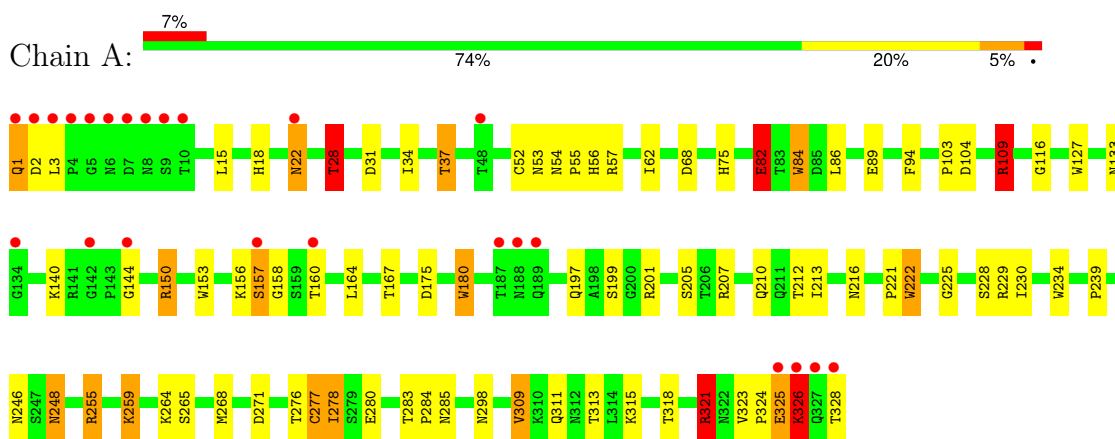 7%
Chain A:
74% 20% 5% •
Q1 D2 L3 P4 G5 N6 D7 N8 S9 T10 L15 H18 N22 T28 D31 I34 T37 T48 C52 N53 N54 P55 H56 R57 I62 D68 H75 E82 T83 W84 D85 L86 E89 F94 P103 D104 R109 G116 W127 N133
G134 K140 R141 G142 P143 G144 R150 W153 K156 S157 G158 S159 T160 L164 T167 D175 W180 T187 N188 Q189 Q197 A198 S199 G200 R201 S205 T206 R207 Q210 Q211 T212 I213 N216 P221 W222 G225 S228 R229 I230 W234 P239
N246 S247 N248 R255 K259 K264 S265 M268 D271 T276 C277 I278 S279 E280 T283 P284 N285 N298 V309 K310 Q311 N312 T313 L314 K315 T318 R321 N322 V323 P324 E325 K326 Q327 T328